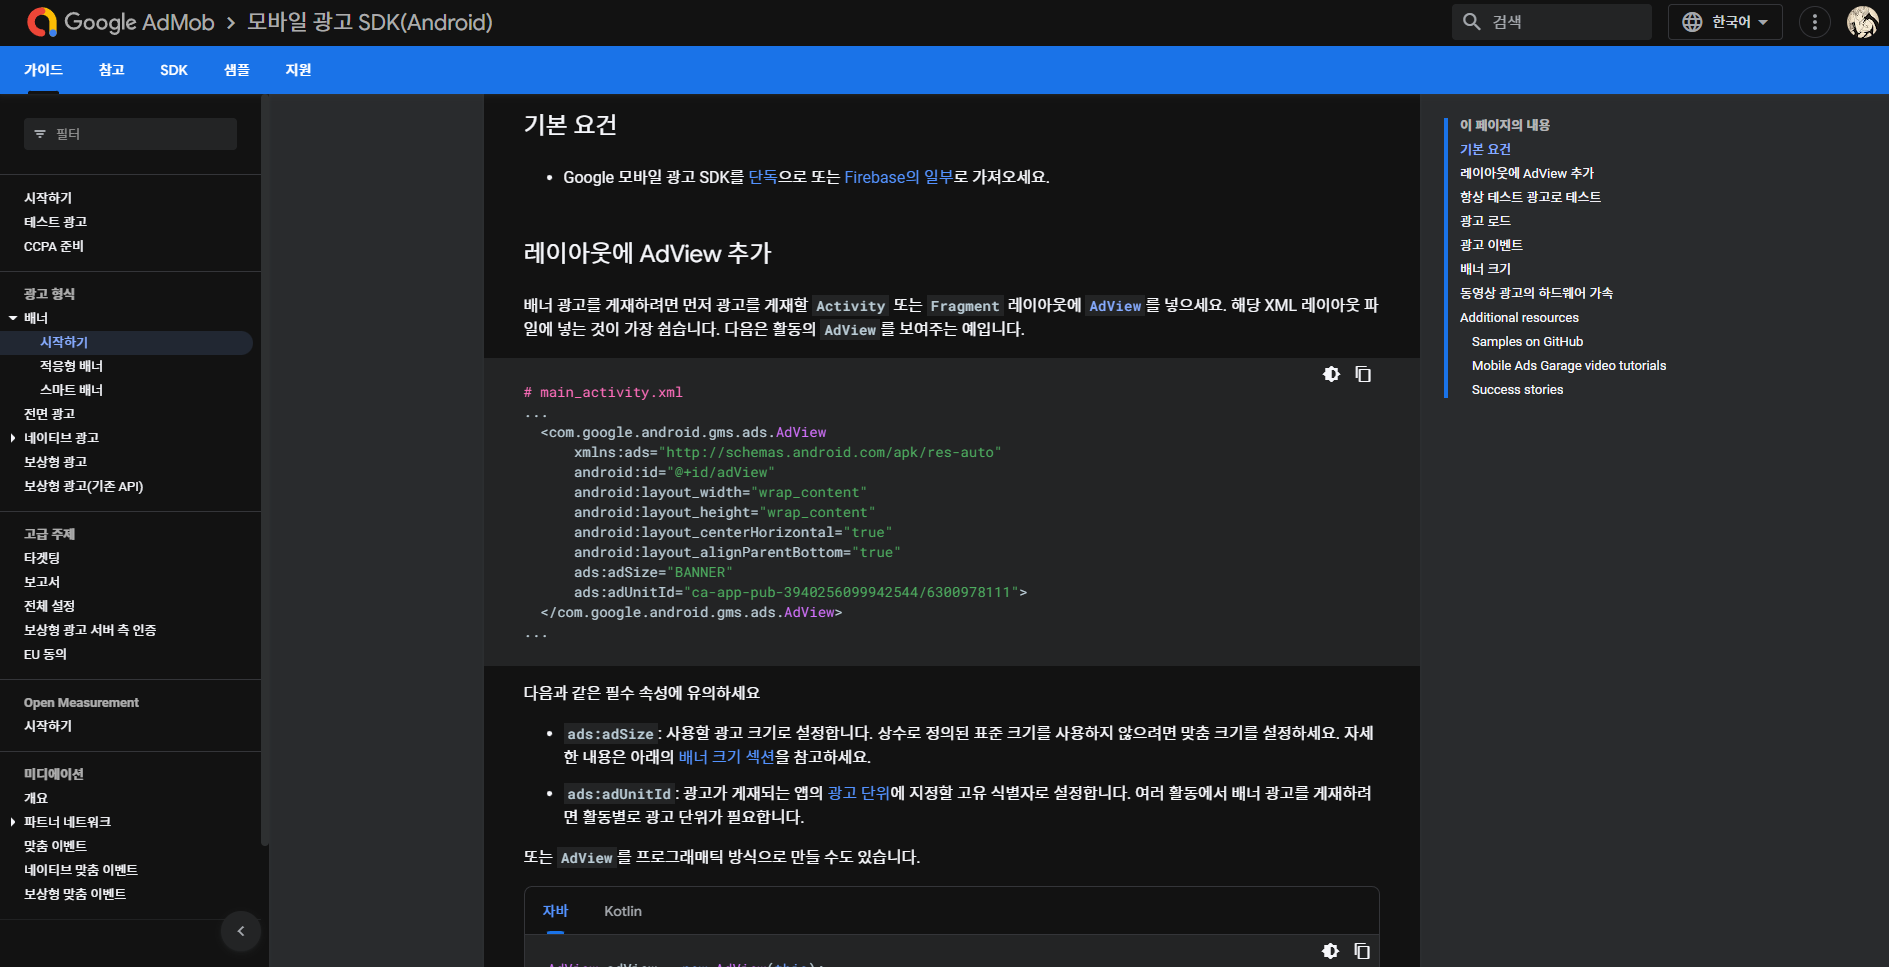 Google AdMob > 모바일 광고 SDK(Android)
검색
한국어
가이드
참고
SDK
샘플
지원
필터
시작하기
테스트 광고
CCPA 준비
광고 형식
배너
시작하기
적응형 배너
스마트 배너
전면 광고
네이티브 광고
보상형 광고
보상형 광고(기존 API)
고급 주제
타겟팅
보고서
전체 설정
보상형 광고 서버 측 인증
EU 동의
Open Measurement
시작하기
미디에이션
개요
파트너 네트워크
맞춤 이벤트
네이티브 맞춤 이벤트
보상형 맞춤 이벤트
기본 요건
• Google 모바일 광고 SDK를 단독으로 또는 Firebase의 일부로 가져오세요.
레이아웃에 AdView 추가
배너 광고를 게재하려면 먼저 광고를 게재할 Activity 또는 Fragment 레이아웃에 AdView를 넣으세요. 해당 XML 레이아웃 파
일에 넣는 것이 가장 쉽습니다. 다음은 활동의 AdView를 보여주는 예입니다.
# main_activity.xml
...
<com.google.android.gms.ads.AdView
xmlns:ads="http://schemas.android.com/apk/res-auto"
android:id="@+id/adView"
android:layout_width="wrap_content"
android:layout_height="wrap_content"
android:layout_centerHorizontal="true"
android:layout_alignParentBottom="true"
ads:adSize="BANNER"
ads:adUnitId="ca-app-pub-3940256099942544/6300978111">
</com.google.android.gms.ads.AdView>
...
다음과 같은 필수 속성에 유의하세요
• ads:adSize: 사용할 광고 크기로 설정합니다. 상수로 정의된 표준 크기를 사용하지 않으려면 맞춤 크기를 설정하세요. 자세
한 내용은 아래의 배너 크기 섹션을 참고하세요.
• ads:adUnitId: 광고가 게재되는 앱의 광고 단위에 지정할 고유 식별자로 설정합니다. 여러 활동에서 배너 광고를 게재하려
면 활동별로 광고 단위가 필요합니다.
또는 AdView를 프로그래매틱 방식으로 만들 수도 있습니다.
자바
Kotlin
AdView adView = new AdView(this);
이 페이지의 내용
기본 요건
레이아웃에 AdView 추가
항상 테스트 광고로 테스트
광고 로드
광고 이벤트
배너 크기
동영상 광고의 하드웨어 가속
Additional resources
Samples on GitHub
Mobile Ads Garage video tutorials
Success stories